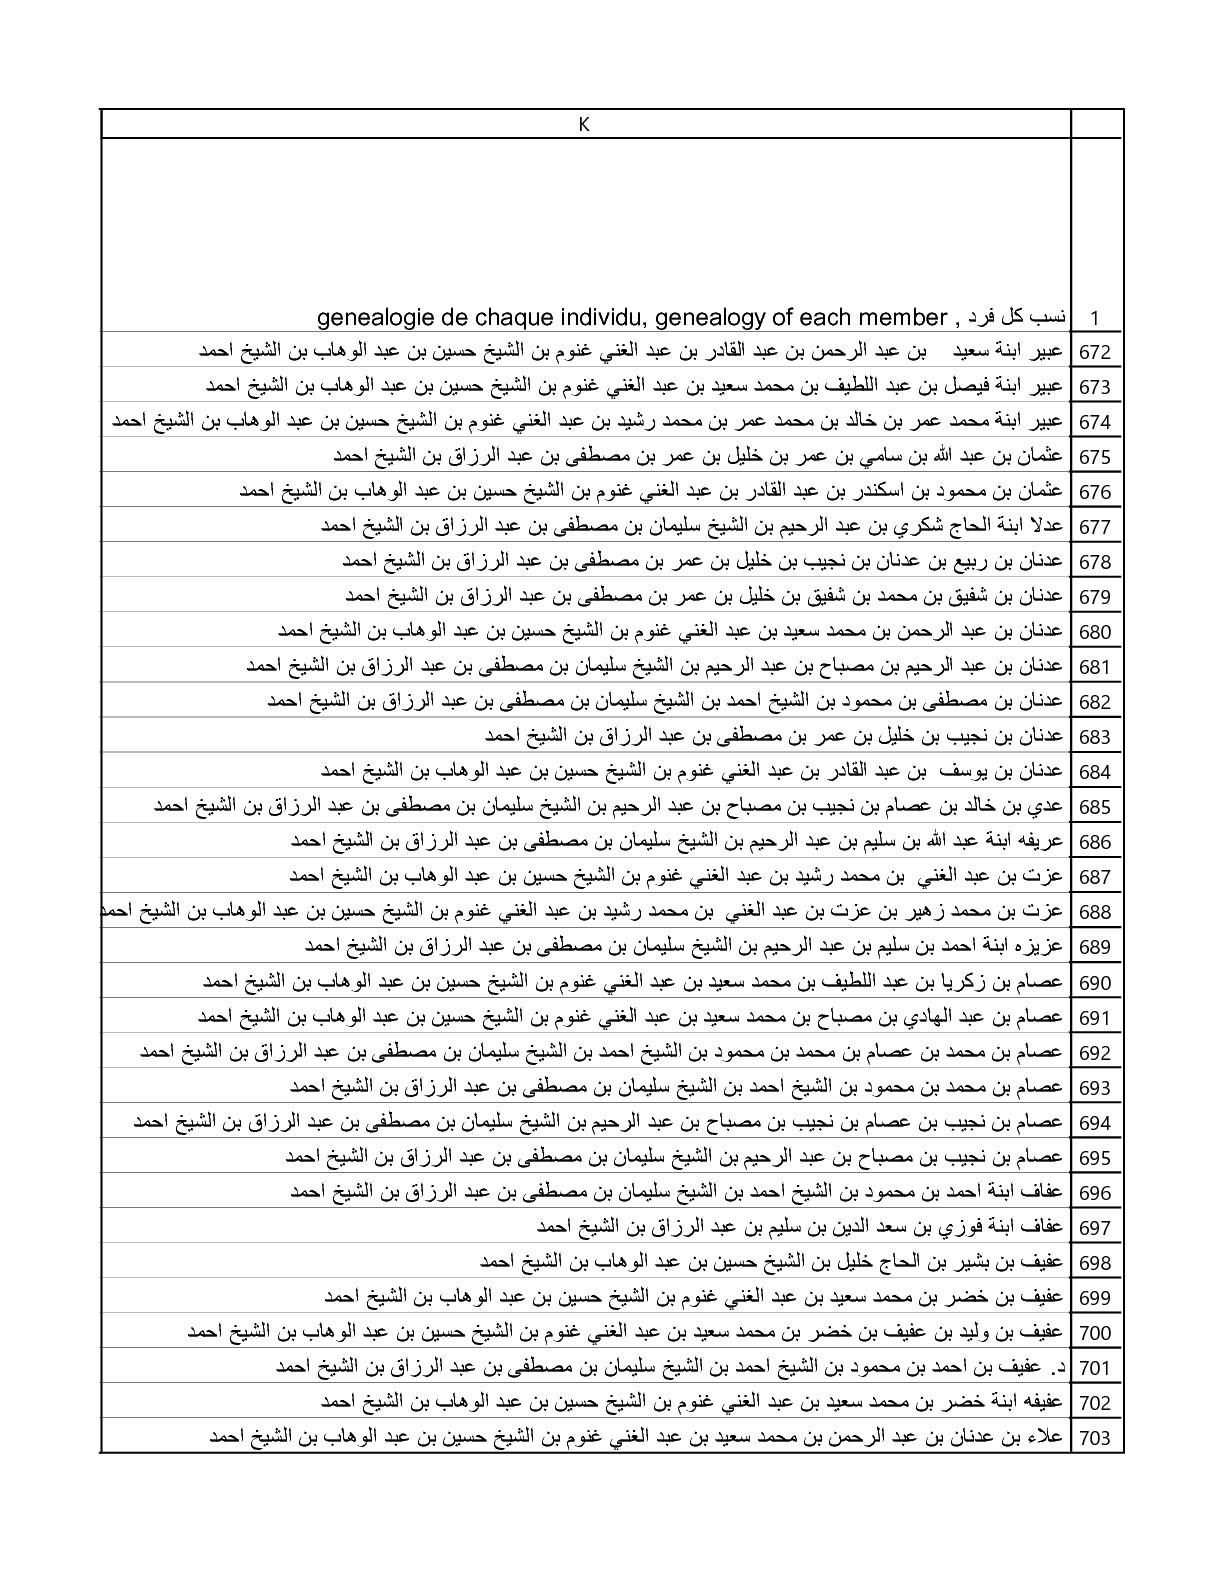 K
1 نسب كل فرد , genealogie de chaque individu, genealogy of each member
672 عبير ابنة سعيد بن عبد الرحمن بن عبد القادر بن عبد الغني غنوم بن الشيخ حسين بن عبد الوهاب بن الشيخ احمد
673 عبير ابنة فيصل بن عبد اللطيف بن محمد سعيد بن عبد الغني غنوم بن الشيخ حسين بن عبد الوهاب بن الشيخ احمد
674 عبير ابنة محمد عمر بن خالد بن محمد عمر بن محمد رشيد بن عبد الغني غنوم بن الشيخ حسين بن عبد الوهاب بن الشيخ احمد
675 عثمان بن عبد الله بن سامي بن عمر بن خليل بن عمر بن مصطفى بن عبد الرزاق بن الشيخ احمد
676 عثمان بن محمود بن اسكندر بن عبد القادر بن عبد الغني غنوم بن الشيخ حسين بن عبد الوهاب بن الشيخ احمد
677 عدلا ابنة الحاج شكري بن عبد الرحيم بن الشيخ سليمان بن مصطفى بن عبد الرزاق بن الشيخ احمد
678 عدنان بن ربيع بن عدنان بن نجيب بن خليل بن عمر بن مصطفى بن عبد الرزاق بن الشيخ احمد
679 عدنان بن شفيق بن محمد بن شفيق بن خليل بن عمر بن مصطفى بن عبد الرزاق بن الشيخ احمد
680 عدنان بن عبد الرحمن بن محمد سعيد بن عبد الغني غنوم بن الشيخ حسين بن عبد الوهاب بن الشيخ احمد
681 عدنان بن عبد الرحيم بن مصباح بن عبد الرحيم بن الشيخ سليمان بن مصطفى بن عبد الرزاق بن الشيخ احمد
682 عدنان بن مصطفى بن محمود بن الشيخ احمد بن الشيخ سليمان بن مصطفى بن عبد الرزاق بن الشيخ احمد
683 عدنان بن نجيب بن خليل بن عمر بن مصطفى بن عبد الرزاق بن الشيخ احمد
684 عدنان بن يوسف بن عبد القادر بن عبد الغني غنوم بن الشيخ حسين بن عبد الوهاب بن الشيخ احمد
685 عدي بن خالد بن عصام بن نجيب بن مصباح بن عبد الرحيم بن الشيخ سليمان بن مصطفى بن عبد الرزاق بن الشيخ احمد
686 عريفه ابنة عبد الله بن سليم بن عبد الرحيم بن الشيخ سليمان بن مصطفى بن عبد الرزاق بن الشيخ احمد
687 عزت بن عبد الغني بن محمد رشيد بن عبد الغني غنوم بن الشيخ حسين بن عبد الوهاب بن الشيخ احمد
688 عزت بن محمد زهير بن عزت بن عبد الغني بن محمد رشيد بن عبد الغني غنوم بن الشيخ حسين بن عبد الوهاب بن الشيخ احمد
689 عزيزه ابنة احمد بن سليم بن عبد الرحيم بن الشيخ سليمان بن مصطفى بن عبد الرزاق بن الشيخ احمد
690 عصام بن زكريا بن عبد اللطيف بن محمد سعيد بن عبد الغني غنوم بن الشيخ حسين بن عبد الوهاب بن الشيخ احمد
691 عصام بن عبد الهادي بن مصباح بن محمد سعيد بن عبد الغني غنوم بن الشيخ حسين بن عبد الوهاب بن الشيخ احمد
692 عصام بن محمد بن عصام بن محمد بن محمود بن الشيخ احمد بن الشيخ سليمان بن مصطفى بن عبد الرزاق بن الشيخ احمد
693 عصام بن محمد بن محمود بن الشيخ احمد بن الشيخ سليمان بن مصطفى بن عبد الرزاق بن الشيخ احمد
694 عصام بن نجيب بن عصام بن نجيب بن مصباح بن عبد الرحيم بن الشيخ سليمان بن مصطفى بن عبد الرزاق بن الشيخ احمد
695 عصام بن نجيب بن مصباح بن عبد الرحيم بن الشيخ سليمان بن مصطفى بن عبد الرزاق بن الشيخ احمد
696 عفاف ابنة احمد بن محمود بن الشيخ احمد بن الشيخ سليمان بن مصطفى بن عبد الرزاق بن الشيخ احمد
697 عفاف ابنة فوزي بن سعد الدين بن سليم بن عبد الرزاق بن الشيخ احمد
698 عفيف بن بشير بن الحاج خليل بن الشيخ حسين بن عبد الوهاب بن الشيخ احمد
699 عفيف بن خضر بن محمد سعيد بن عبد الغني غنوم بن الشيخ حسين بن عبد الوهاب بن الشيخ احمد
700 عفيف بن وليد بن عفيف بن خضر بن محمد سعيد بن عبد الغني غنوم بن الشيخ حسين بن عبد الوهاب بن الشيخ احمد
701 د. عفيف بن احمد بن محمود بن الشيخ احمد بن الشيخ سليمان بن مصطفى بن عبد الرزاق بن الشيخ احمد
702 عفيفه ابنة خضر بن محمد سعيد بن عبد الغني غنوم بن الشيخ حسين بن عبد الوهاب بن الشيخ احمد
703 علاء بن عدنان بن عبد الرحمن بن محمد سعيد بن عبد الغني غنوم بن الشيخ حسين بن عبد الوهاب بن الشيخ احمد